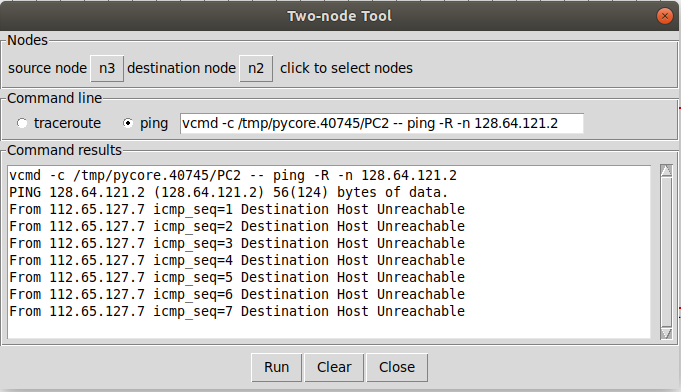 Two-node Tool
Nodes
source node n3 destination node n2 click to select nodes
Command line
traceroute ping vcmd -c /tmp/pycore.40745/PC2 -- ping -R -n 128.64.121.2
Command results
vcmd -c /tmp/pycore.40745/PC2 -- ping -R -n 128.64.121.2
PING 128.64.121.2 (128.64.121.2) 56(124) bytes of data.
From 112.65.127.7 icmp_seq=1 Destination Host Unreachable
From 112.65.127.7 icmp_seq=2 Destination Host Unreachable
From 112.65.127.7 icmp_seq=3 Destination Host Unreachable
From 112.65.127.7 icmp_seq=4 Destination Host Unreachable
From 112.65.127.7 icmp_seq=5 Destination Host Unreachable
From 112.65.127.7 icmp_seq=6 Destination Host Unreachable
From 112.65.127.7 icmp_seq=7 Destination Host Unreachable
Run Clear Close